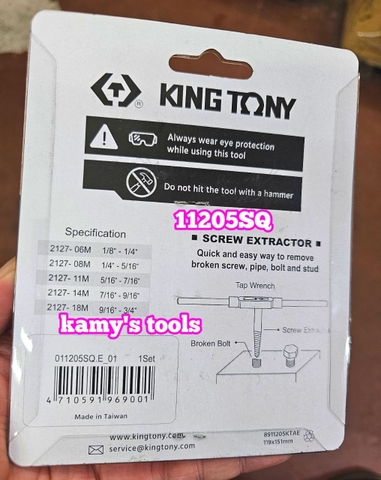 KING TONY
Always wear eye protection
while using this tool
Do not hit the tool with a hammer
11205SQ
Specification
2127-06M 1/8" - 1/4"
2127-08M 1/4" - 5/16"
2127-11M 5/16" - 7/16"
2127-14M 7/16" - 9/16"
2127-18M 9/16" - 3/4"
SCREW EXTRACTOR
Quick and easy way to remove
broken screw, pipe, bolt and stud
Tap Wrench
Screw
Broken Bolt
kamy's tools
011205SQ.E_01 1Set
4 710591 969001
Made in Taiwan
www.kingtony.com
service@kingtony.com
8911205KTAE
119x151mm